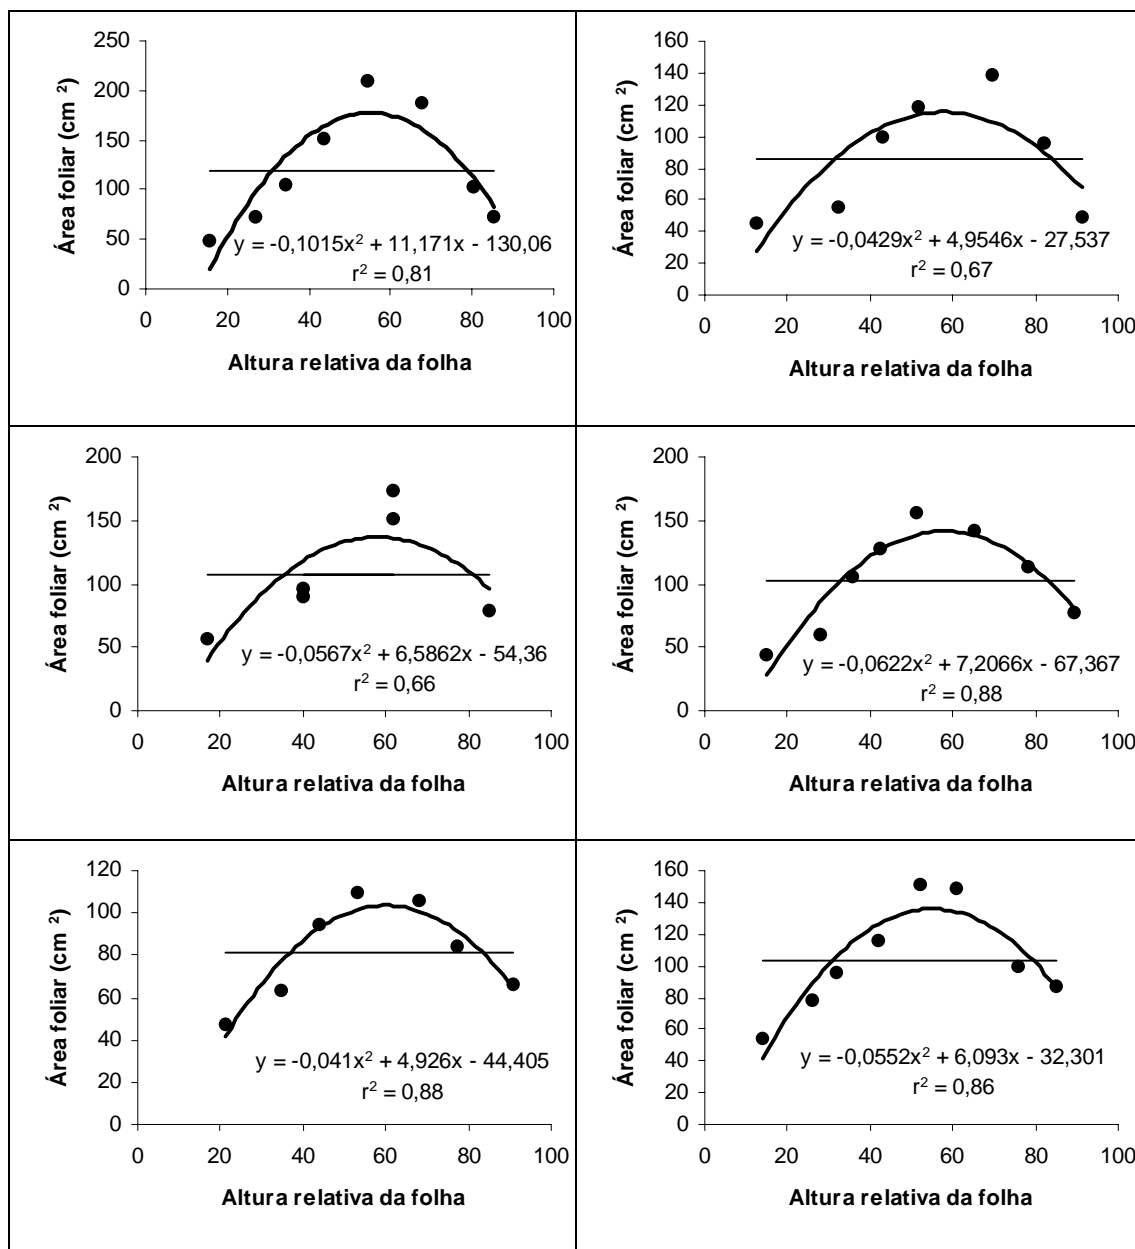 250
200
150
100
50
0
Área foliar (cm ²)
y = -0,1015x² + 11,171x - 130,06
r² = 0,81
0 20 40 60 80 100
Altura relativa da folha
160
140
120
100
80
60
40
20
0
Área foliar (cm ²)
y = -0,0429x² + 4,9546x - 27,537
r² = 0,67
0 20 40 60 80 100
Altura relativa da folha
200
150
100
50
0
Área foliar (cm ²)
y = -0,0567x² + 6,5862x - 54,36
r² = 0,66
0 20 40 60 80 100
Altura relativa da folha
200
150
100
50
0
Área foliar (cm ²)
y = -0,0622x² + 7,2066x - 67,367
r² = 0,88
0 20 40 60 80 100
Altura relativa da folha
120
100
80
60
40
20
0
Área foliar (cm ²)
y = -0,041x² + 4,926x - 44,405
r² = 0,88
0 20 40 60 80 100
Altura relativa da folha
160
140
120
100
80
60
40
20
0
Área foliar (cm ²)
y = -0,0552x² + 6,093x - 32,301
r² = 0,86
0 20 40 60 80 100
Altura relativa da folha